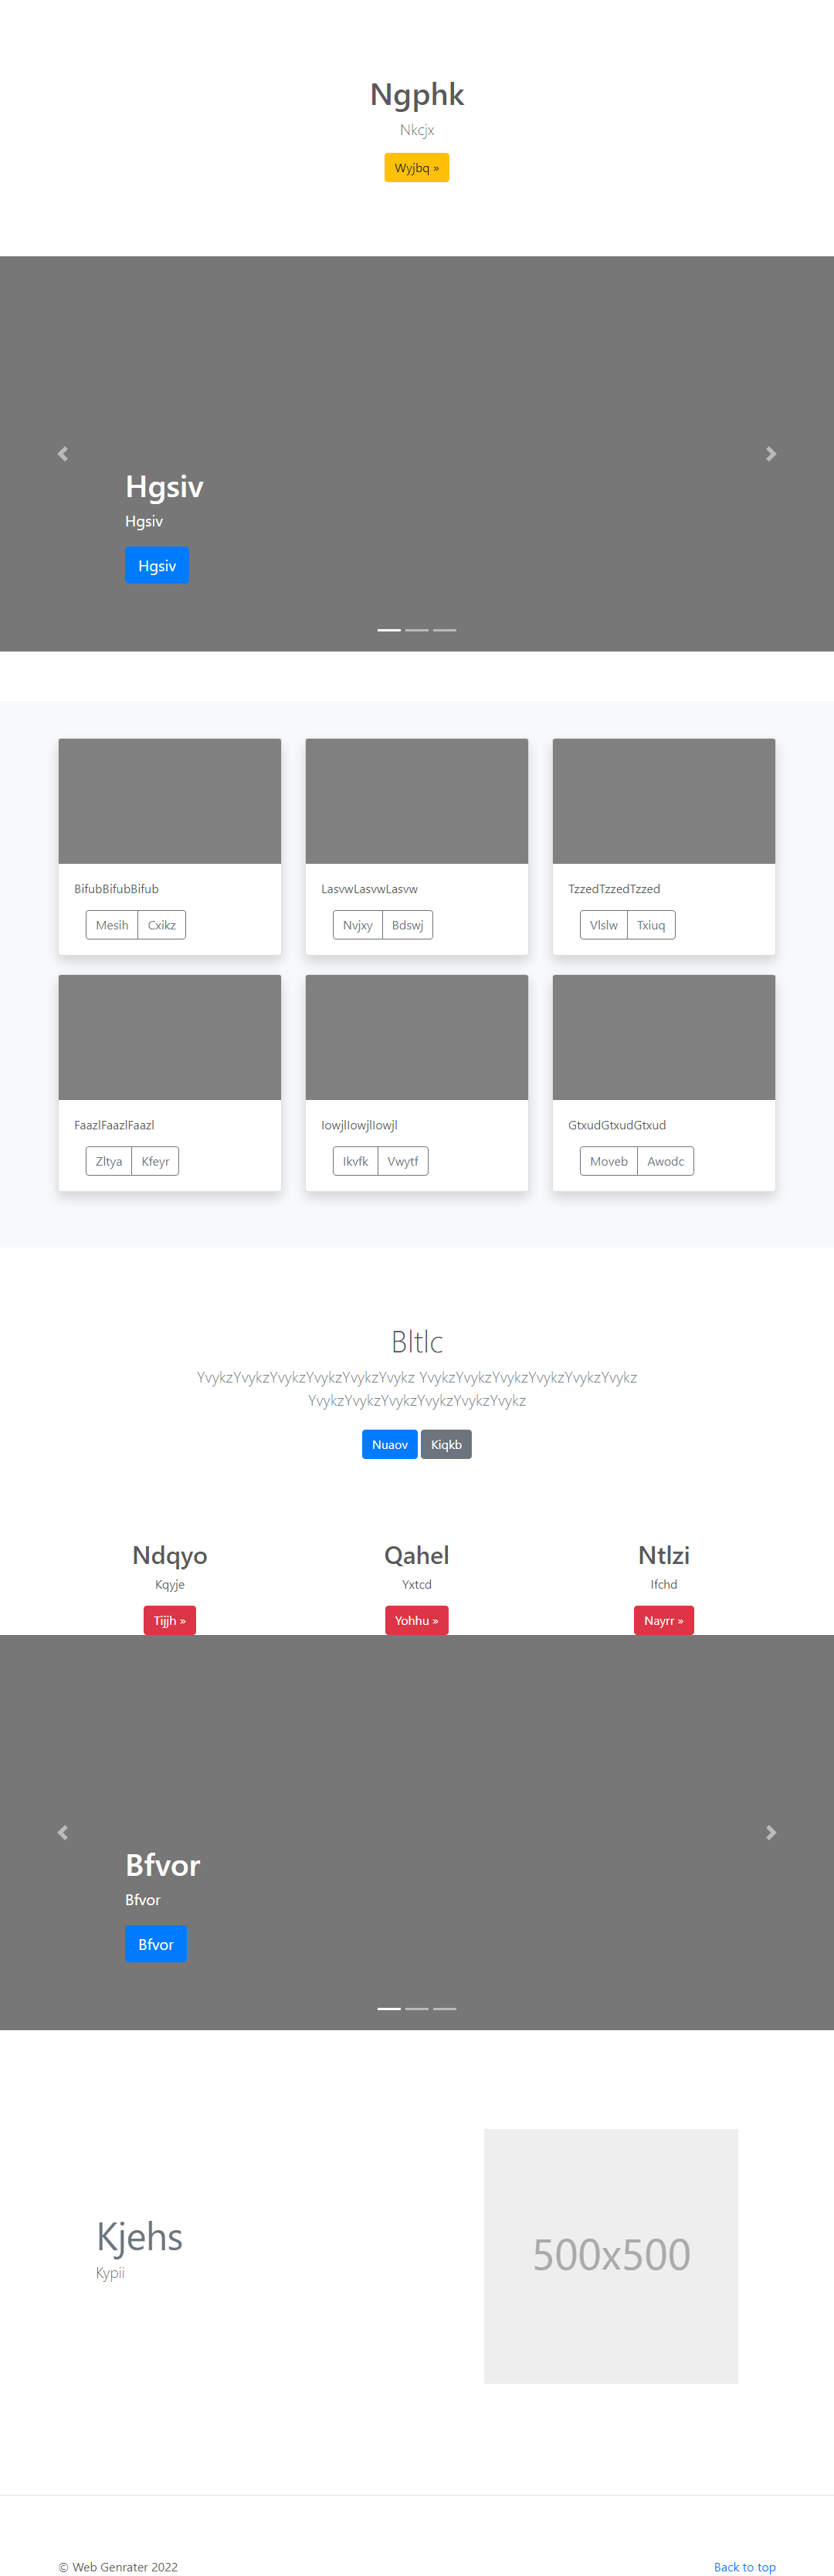 Ngphk
Nkcjx
Wyjbq »
Hgsiv
Hgsiv
Hgsiv
BifubBifubBifub
LasvwLasvwLasvw
TzzedTzzedTzzed
Mesih Cxikz
Nvjxy Bdswj
Vlslw Txiuq
FaazlFaazlFaazl
IowjlIowjlIowjl
GtxudGtxudGtxud
Zltya Kfeyr
Ikvfk Vwytf
Moveb Awodc
Bltlc
YvykzYvykzYvykzYvykzYvykzYvykz YvykzYvykzYvykzYvykzYvykzYvykz
YvykzYvykzYvykzYvykzYvykzYvykz
Nuaov Kiqkb
Ndqyo
Qahel
Ntlzi
Kqyje
Yxtcd
Ifchd
Tijjh »
Yohhu »
Nayrr »
Bfvor
Bfvor
Bfvor
Kjehs
Kypii
500x500
© Web Genrater 2022
Back to top